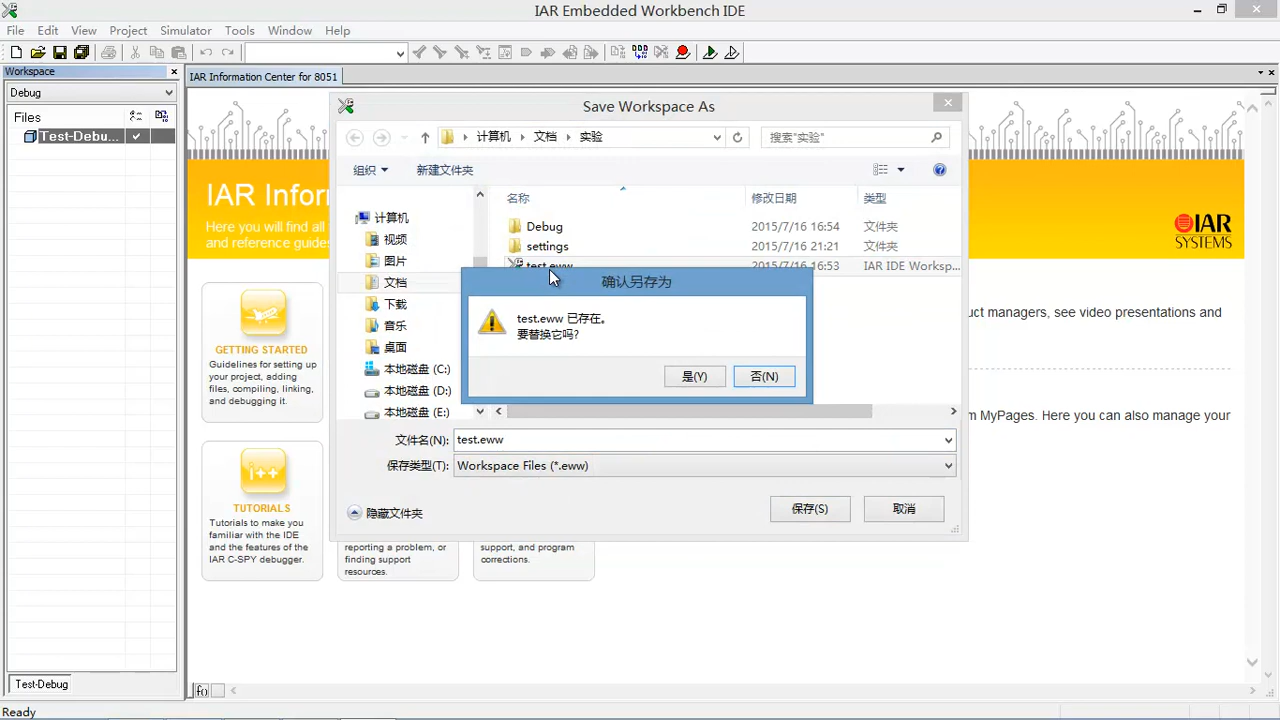 IAR Embedded Workbench IDE
File Edit View Project Simulator Tools Window Help
Workspace
Debug
Files
Test-Debu...
Test-Debug
IAR Information Center for 8051
IAR Infor
Here you will find all
and reference guides
IAR
SYSTEMS
GETTING STARTED
Guidelines for setting up
your project, adding
files, compiling, linking,
and debugging it.
TUTORIALS
Tutorials to make you
familiar with the IDE
and the features of the
IAR C-SPY debugger.
reporting a problem, or
finding support
resources.
support, and program
corrections.
uct managers, see video presentations and
m MyPages. Here you can also manage your
Save Workspace As
计算机 文档 实验
搜索"实验"
组织 新建文件夹
名称 修改日期 类型
计算机
视频
图片
文档
下载
音乐
桌面
本地磁盘 (C:)
本地磁盘 (D:)
本地磁盘 (E:)
Debug 2015/7/16 16:54 文件夹
settings 2015/7/16 21:21 文件夹
test.eww 2015/7/16 16:53 IAR IDE Worksp...
确认另存为
test.eww 已存在。
要替换它吗?
是(Y) 否(N)
文件名(N): test.eww
保存类型(T): Workspace Files (*.eww)
隐藏文件夹
保存(S) 取消
Ready